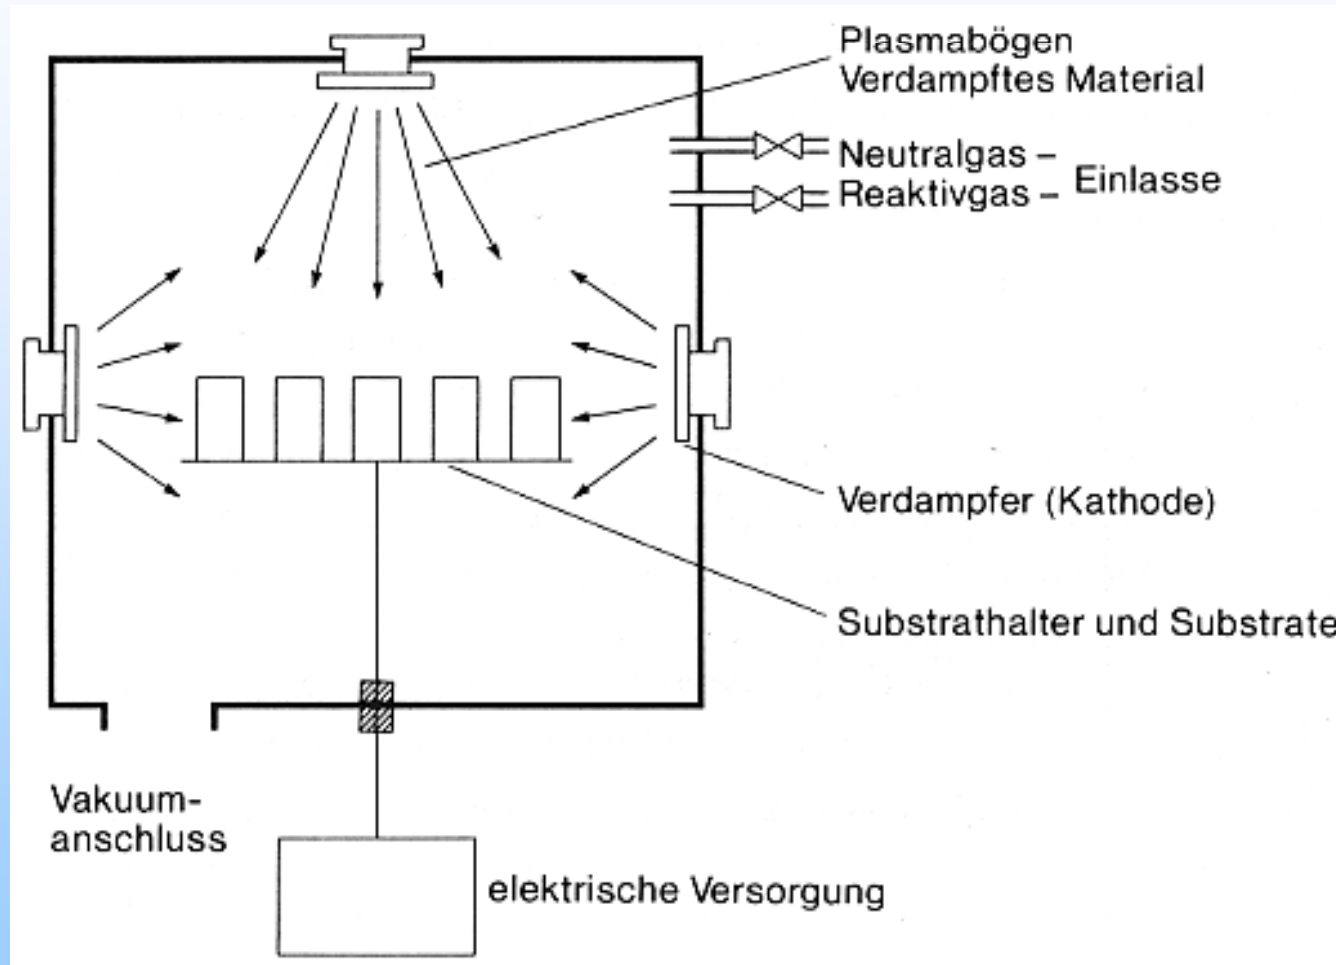 Plasmabögen
Verdampftes Material
Neutralgas –
Reaktivgas –
Einlasse
Verdampfer (Kathode)
Substrathalter und Substrate
Vakuum-
anschluss
elektrische Versorgung